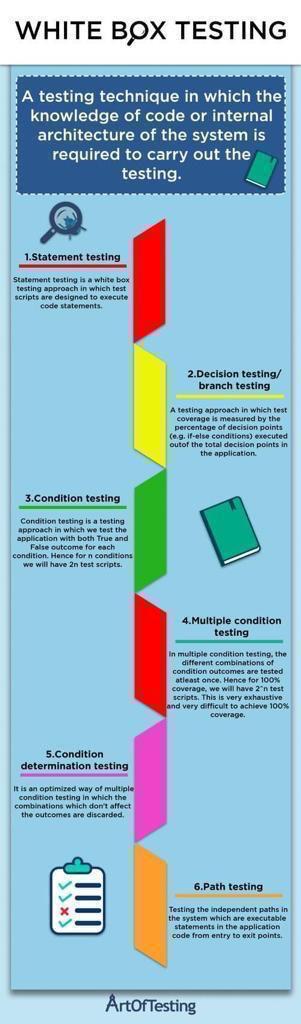 WHITE BOX TESTING
A testing technique in which the
knowledge of code or internal
architecture of the system is
required to carry out the
testing.
1.Statement testing
Statement testing is a white box
testing approach in which test
scripts are designed to execute
code statements.
2.Decision testing/
branch testing
A testing approach in which test
coverage is measured by the
percentage of decision points
(e.g. if-else conditions) executed
outof the total decision points in
the application.
3.Condition testing
Condition testing is a testing
approach in which we test the
application with both True and
False outcome for each
condition. Hence for n conditions
we will have 2n test scripts.
4.Multiple condition
testing
In multiple condition testing, the
different combinations of
condition outcomes are tested
atleast once. Hence for 100%
coverage, we will have 2^n test
scripts. This is very exhaustive
and very difficult to achieve 100%
coverage.
5.Condition
determination testing
It is an optimized way of multiple
condition testing in which the
combinations which don't affect
the outcomes are discarded.
6.Path testing
Testing the independent paths in
the system which are executable
statements in the application
code from entry to exit points.
ArtOfTesting